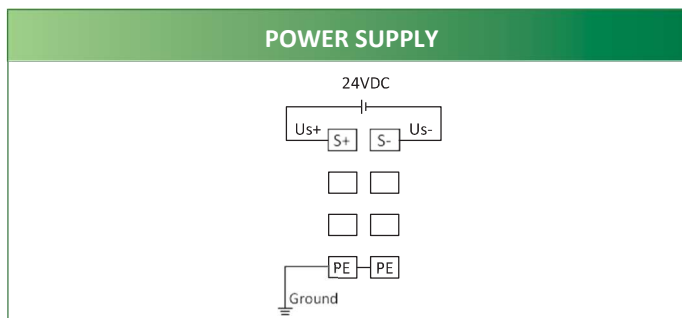 POWER SUPPLY
24VDC
Us+ S+ S- Us-
PE PE
Ground